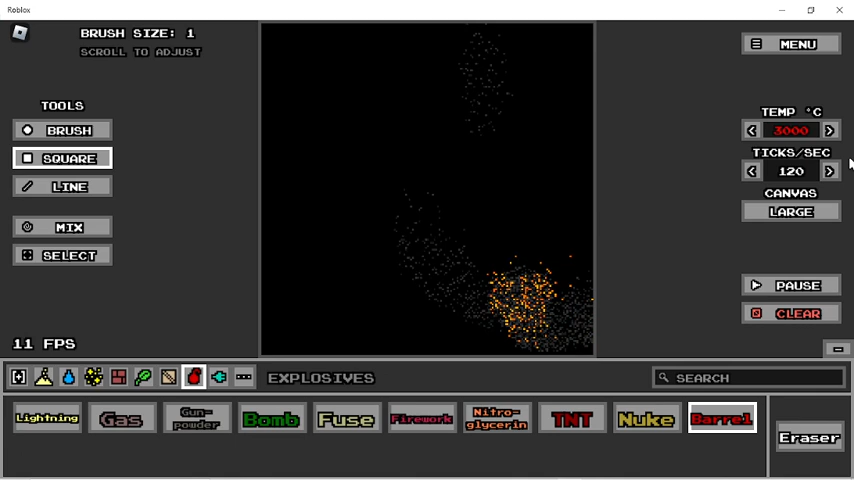 Roblox
BRUSH SIZE: 1
SCROLL TO ADJUST
MENU
TOOLS
BRUSH
SQUARE
LINE
MIX
SELECT
TEMP °C
3000
TICKS/SEC
120
CANVAS
LARGE
PAUSE
CLEAR
11 FPS
EXPLOSIVES
SEARCH
Lightning
Gas
Gun-
powder
Bomb
Fuse
Firework
Nitro-
glycerin
TNT
Nuke
Barrel
Eraser